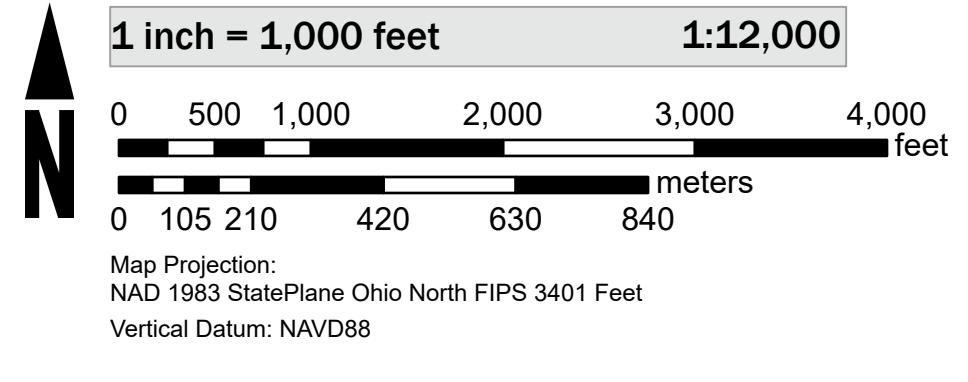 1 inch = 1,000 feet 1:12,000
0 500 1,000 2,000 3,000 4,000
feet
meters
0 105 210 420 630 840
N
Map Projection:
NAD 1983 StatePlane Ohio North FIPS 3401 Feet
Vertical Datum: NAVD88